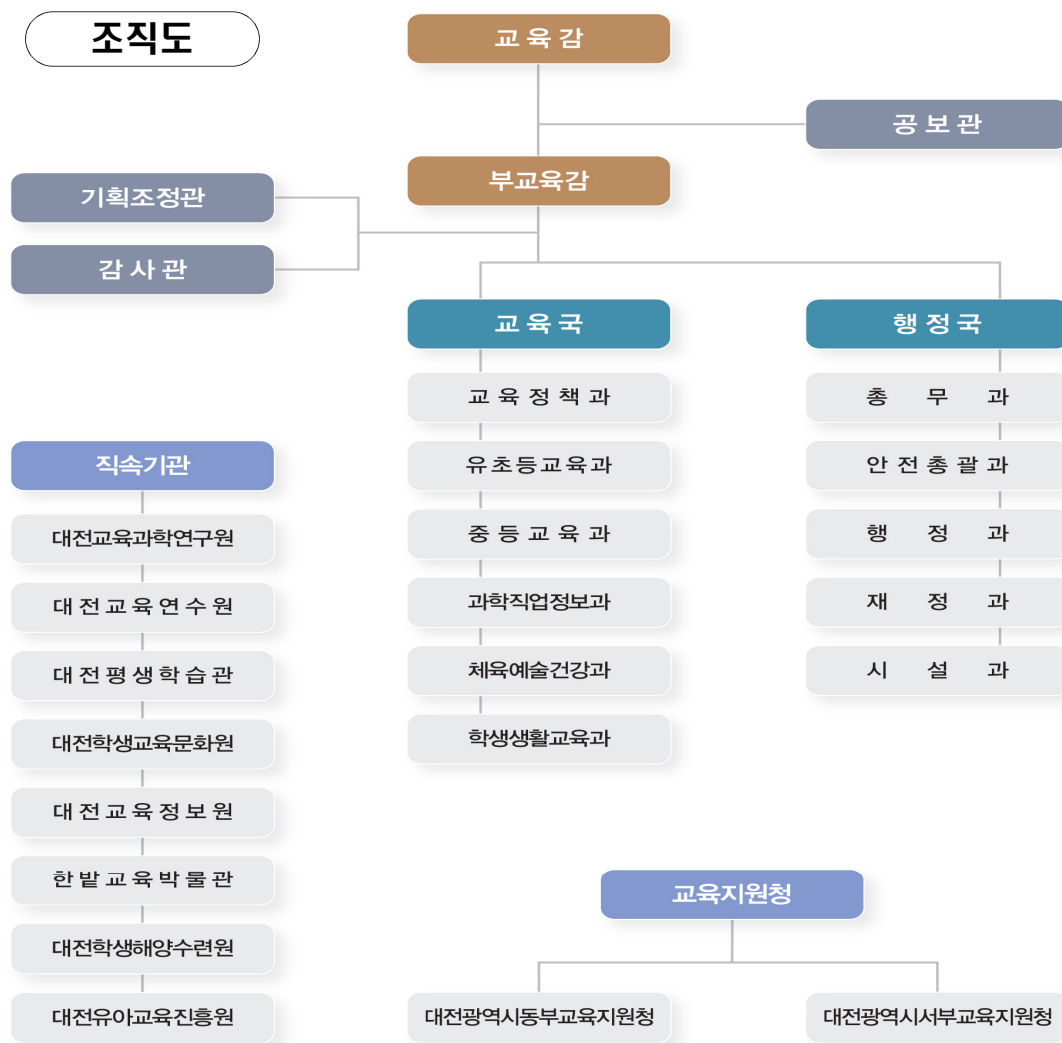 조직도
교 육 감
공 보 관
부교육감
기획조정관
감 사 관
교 육 국
교 육 정 책 과
유초등교육과
중 등 교 육 과
과학직업정보과
체육예술건강과
학생생활교육과
행 정 국
총 무 과
안 전 총 괄 과
행 정 과
재 정 과
시 설 과
직속기관
대전교육과학연구원
대 전 교 육 연 수 원
대 전 평 생 학 습 관
대전학생교육문화원
대 전 교 육 정 보 원
한 밭 교 육 박 물 관
대전학생해양수련원
대전유아교육진흥원
교육지원청
대전광역시동부교육지원청
대전광역시서부교육지원청